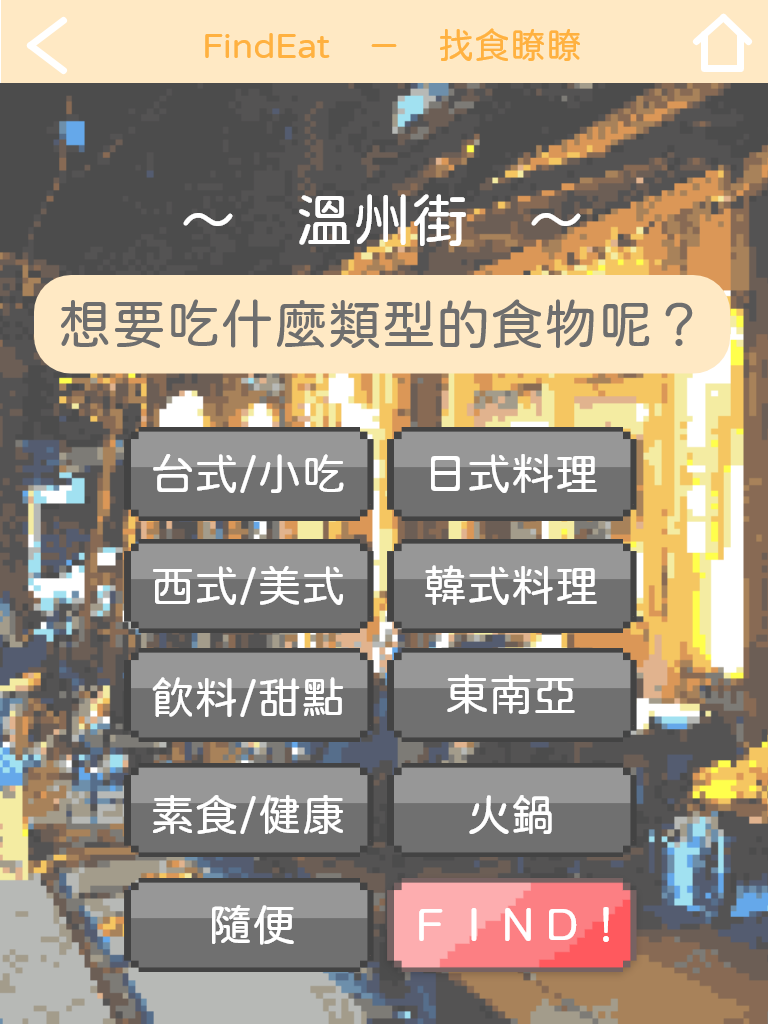 FindEat － 找食瞭瞭
～ 溫州街 ～
想要吃什麼類型的食物呢？
台式/小吃 日式料理
西式/美式 韓式料理
飲料/甜點 東南亞
素食/健康 火鍋
隨便 ＦＩＮＤ！